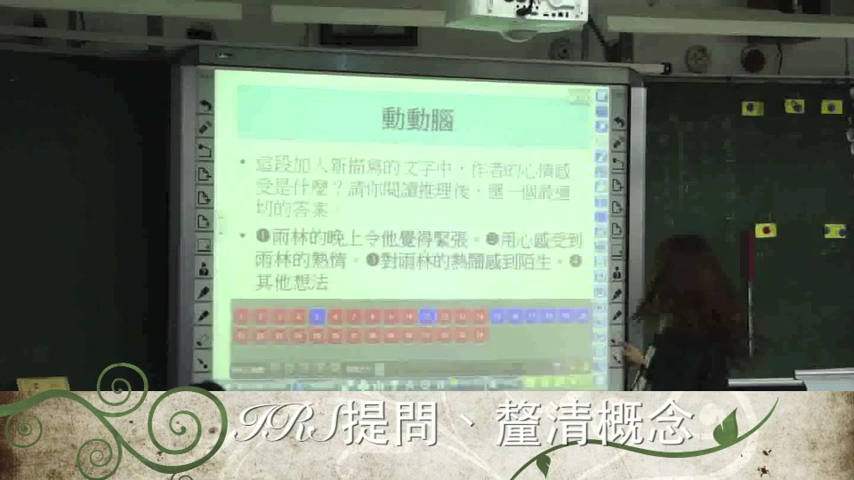 動動腦
• 這段加入新描寫的文字中，作者的心情感
受是什麼？請你閱讀推理後，選一個最適
切的答案
• ❶雨林的晚上令他覺得緊張。❷用心感受到
雨林的熱情。❸對雨林的熱鬧感到陌生。❹
其他想法
IRS提問、釐清概念